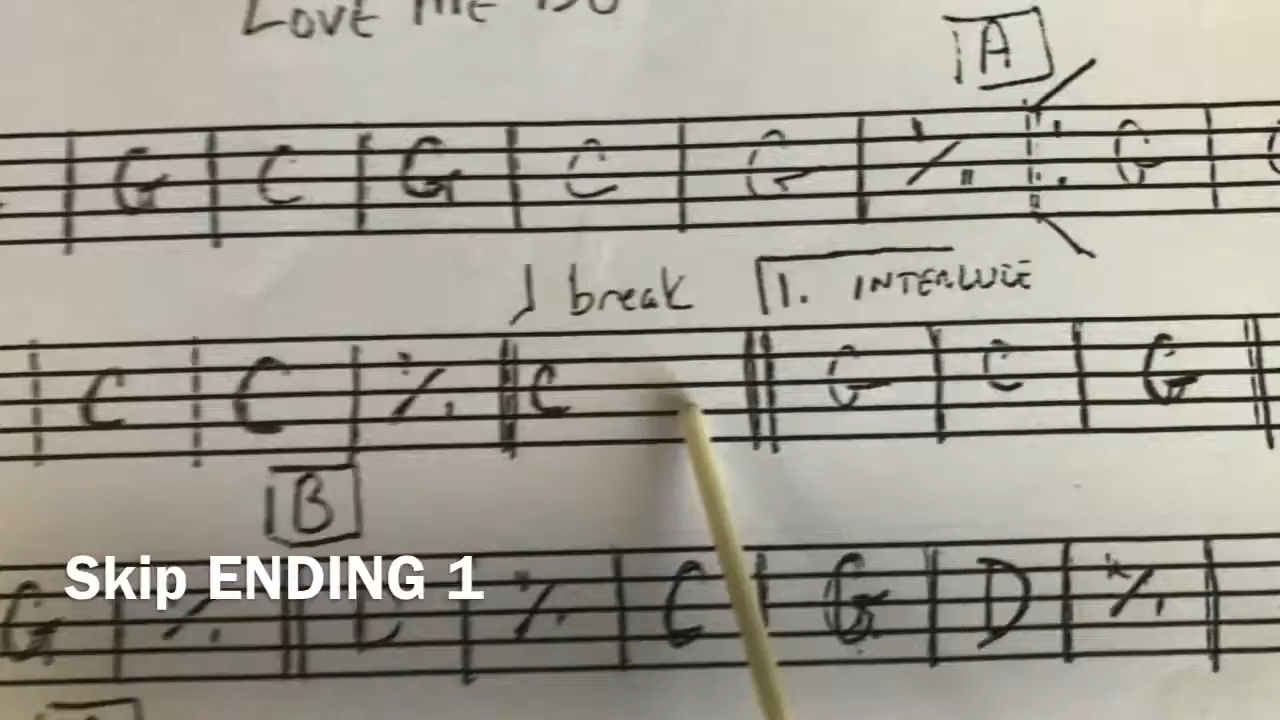 Love Me Do
A
G C G C G ٪ G
♩ break 1. INTERLUDE
C C ٪ C G C G
B
Skip ENDING 1
G ٪ C ٪ C G D ٪